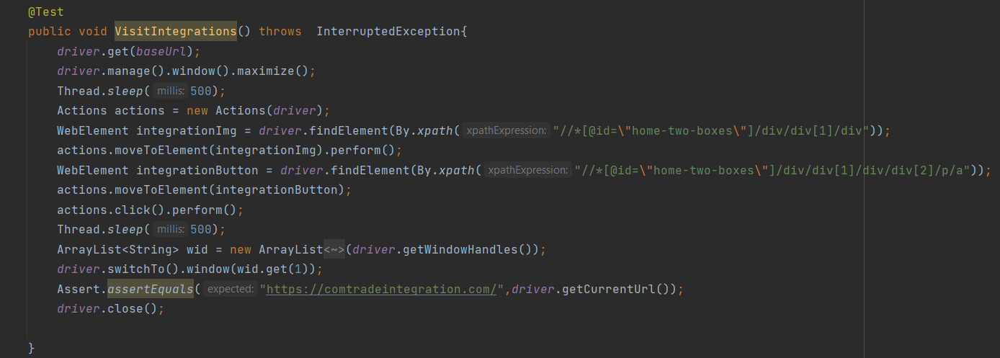 @Test
public void VisitIntegrations() throws  InterruptedException{
driver.get(baseUrl);
driver.manage().window().maximize();
Thread.sleep( millis: 500);
Actions actions = new Actions(driver);
WebElement integrationImg = driver.findElement(By.xpath( xpathExpression: "//*[@id=\"home-two-boxes\"]/div/div[1]/div"));
actions.moveToElement(integrationImg).perform();
WebElement integrationButton = driver.findElement(By.xpath( xpathExpression: "//*[@id=\"home-two-boxes\"]/div/div[1]/div/div[2]/p/a"));
actions.moveToElement(integrationButton);
actions.click().perform();
Thread.sleep( millis: 500);
ArrayList<String> wid = new ArrayList<~>(driver.getWindowHandles());
driver.switchTo().window(wid.get(1));
Assert.assertEquals( expected: "https://comtradeintegration.com/",driver.getCurrentUrl());
driver.close();
}